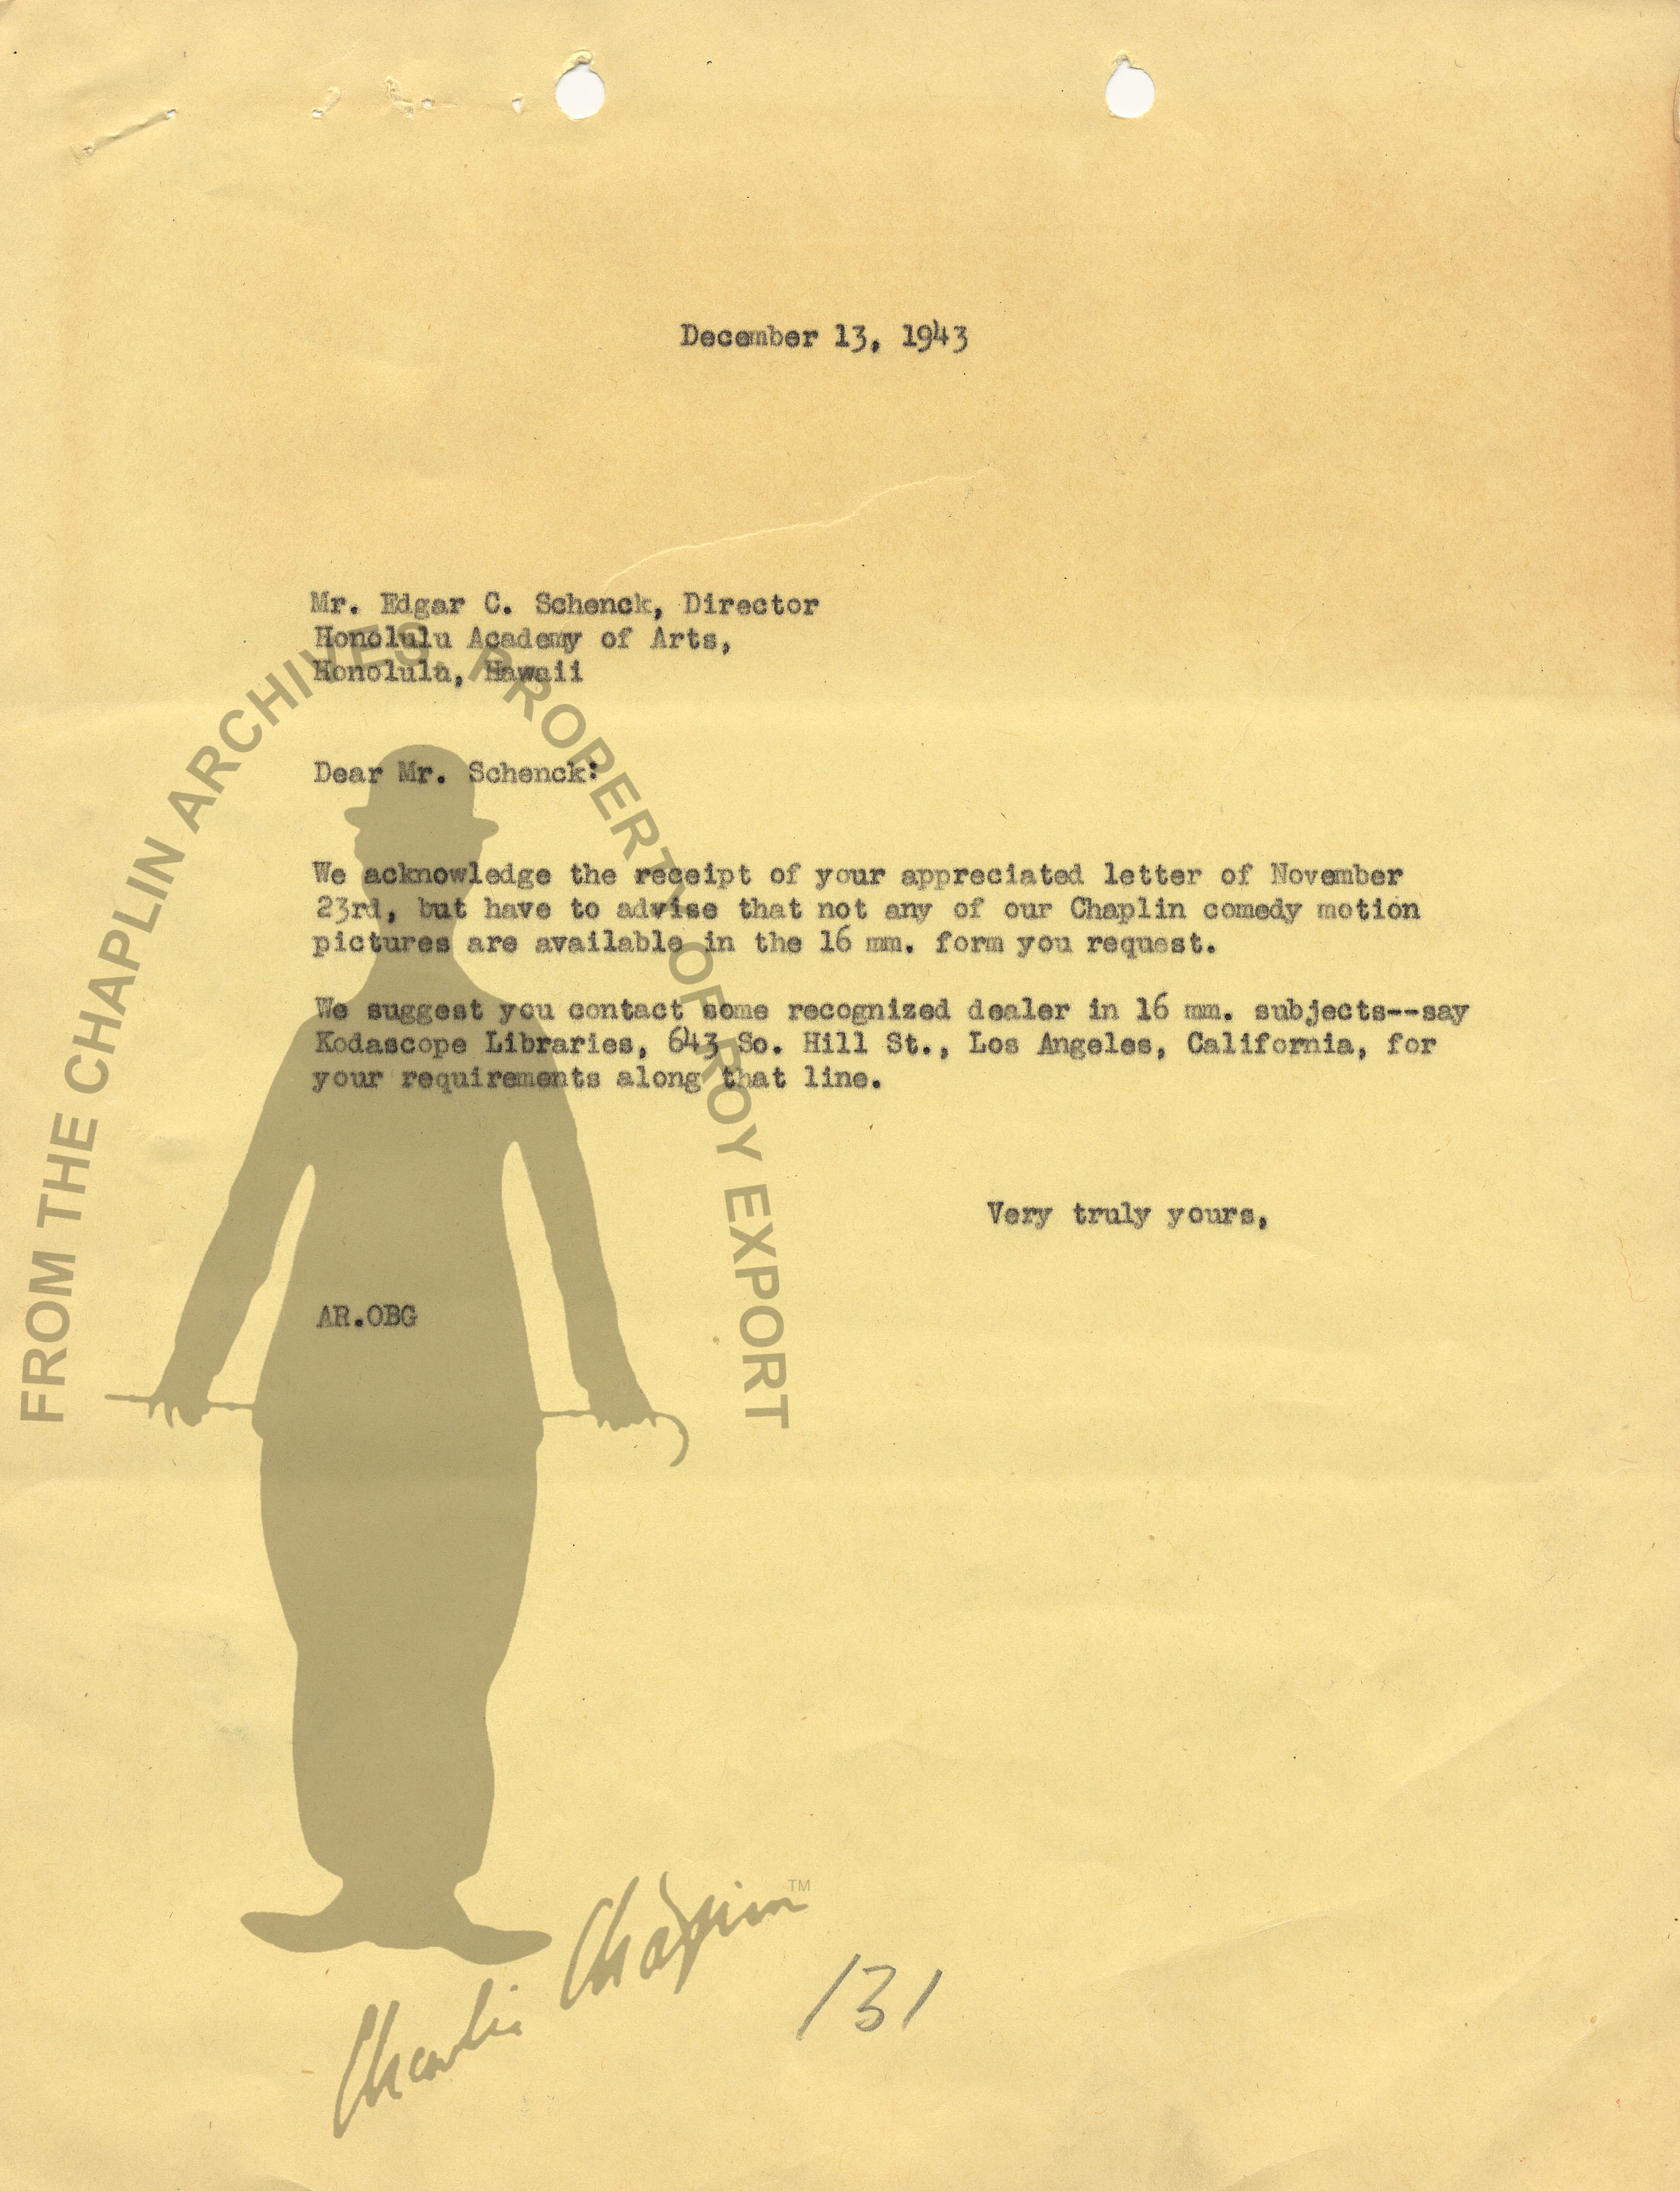 December 13, 1943
Mr. Edgar C. Schenck, Director
Honolulu Academy of Arts,
Honolulu, Hawaii
Dear Mr. Schenck:
We acknowledge the receipt of your appreciated letter of November
23rd, but have to advise that not any of our Chaplin comedy motion
pictures are available in the 16 mm. form you request.
We suggest you contact some recognized dealer in 16 mm. subjects--say
Kodascope Libraries, 643 So. Hill St., Los Angeles, California, for
your requirements along that line.
Very truly yours,
AR.OBG
FROM THE CHAPLIN ARCHIVES PROPERTY OF ROY EXPORT
Charlie Chaplin TM
131